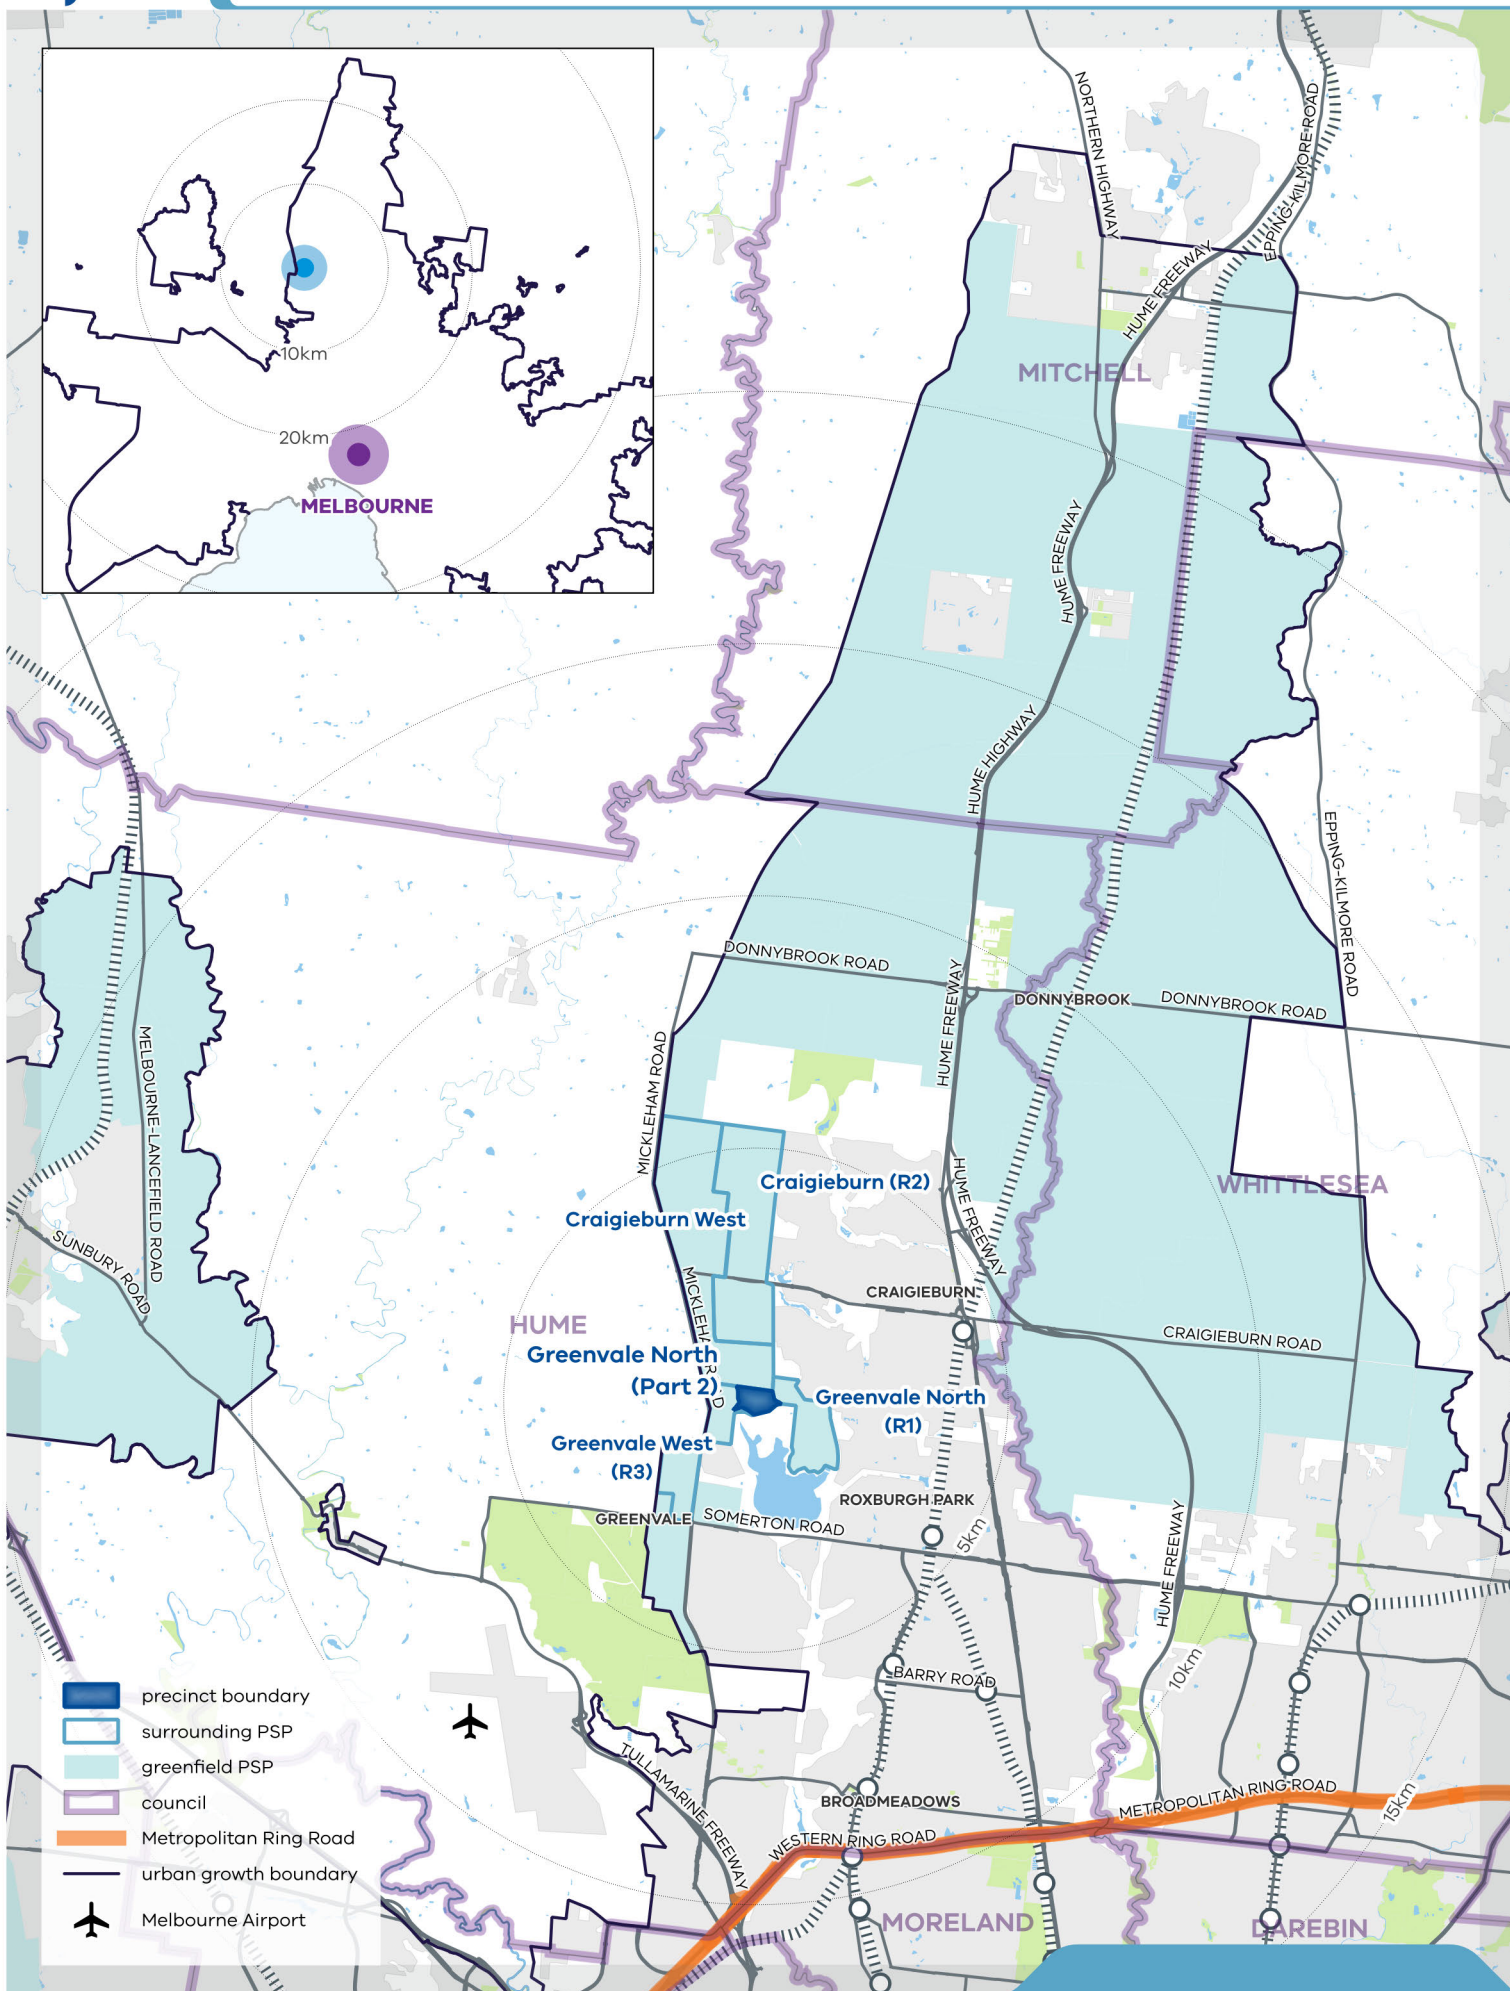 NORTHERN HIGHWAY
EPPING-KILMORE ROAD
HUME FREEWAY
10km
20km
MELBOURNE
MITCHELL
HUME FREEWAY
HUME HIGHWAY
EPPING-KILMORE ROAD
DONNYBROOK ROAD
HUME FREEWAY
DONNYBROOK
DONNYBROOK ROAD
MELBOURNE-LANCEFIELD ROAD
MICKLEHAM ROAD
Craigieburn (R2)
HUME FREEWAY
WHITTLESEA
Craigieburn West
SUNBURY ROAD
MICKLEHAM ROAD
CRAIGIEBURN
HUME
CRAIGIEBURN ROAD
Greenvale North
(Part 2)
Greenvale North
(R1)
Greenvale West
(R3)
ROXBURGH PARK
GREENVALE
SOMERTON ROAD
5km
HUME FREEWAY
BARRY ROAD
10km
precinct boundary
surrounding PSP
greenfield PSP
council
Metropolitan Ring Road
urban growth boundary
Melbourne Airport
TULLAMARINE FREEWAY
BROADMEADOWS
METROPOLITAN RING ROAD
15km
WESTERN RING ROAD
MORELAND
DAREBIN